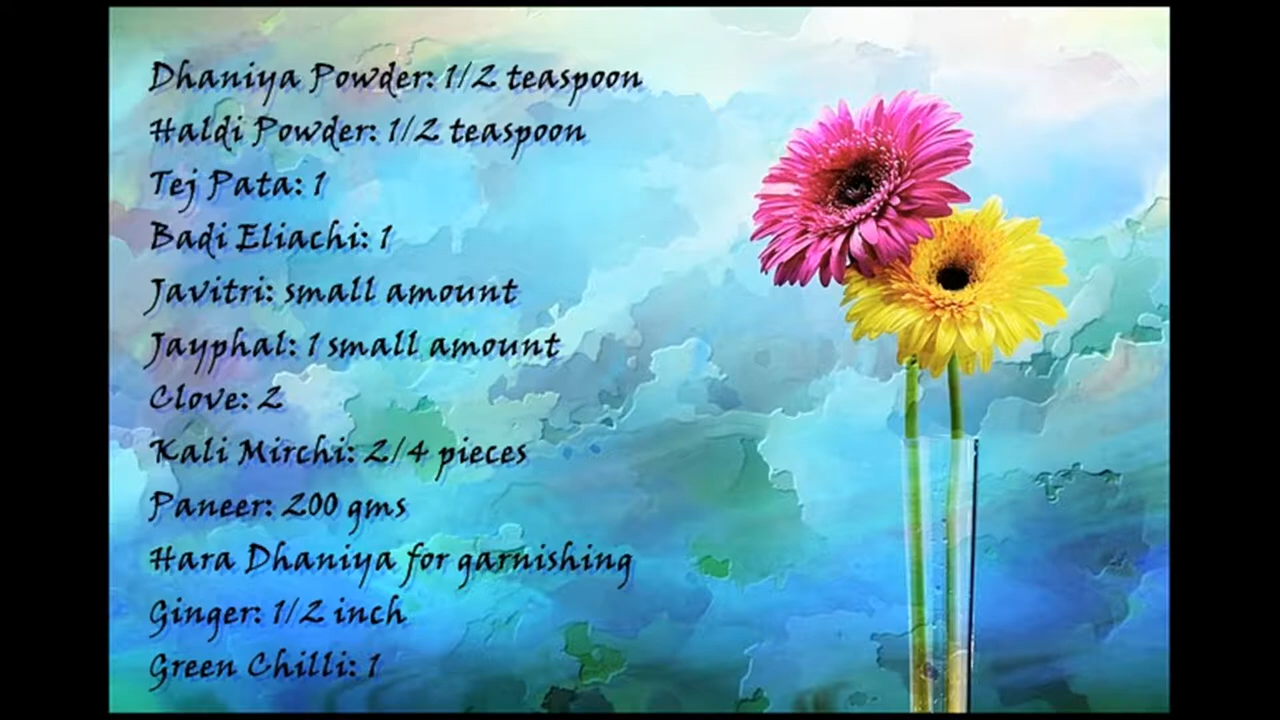 Dhaniya Powder: 1/2 teaspoon
Haldi Powder: 1/2 teaspoon
Tej Pata: 1
Badi Eliachi: 1
Javitri: small amount
Jayphal: 1 small amount
Clove: 2
Kali Mirchi: 2/4 pieces
Paneer: 200 gms
Hara Dhaniya for garnishing
Ginger: 1/2 inch
Green Chilli: 1